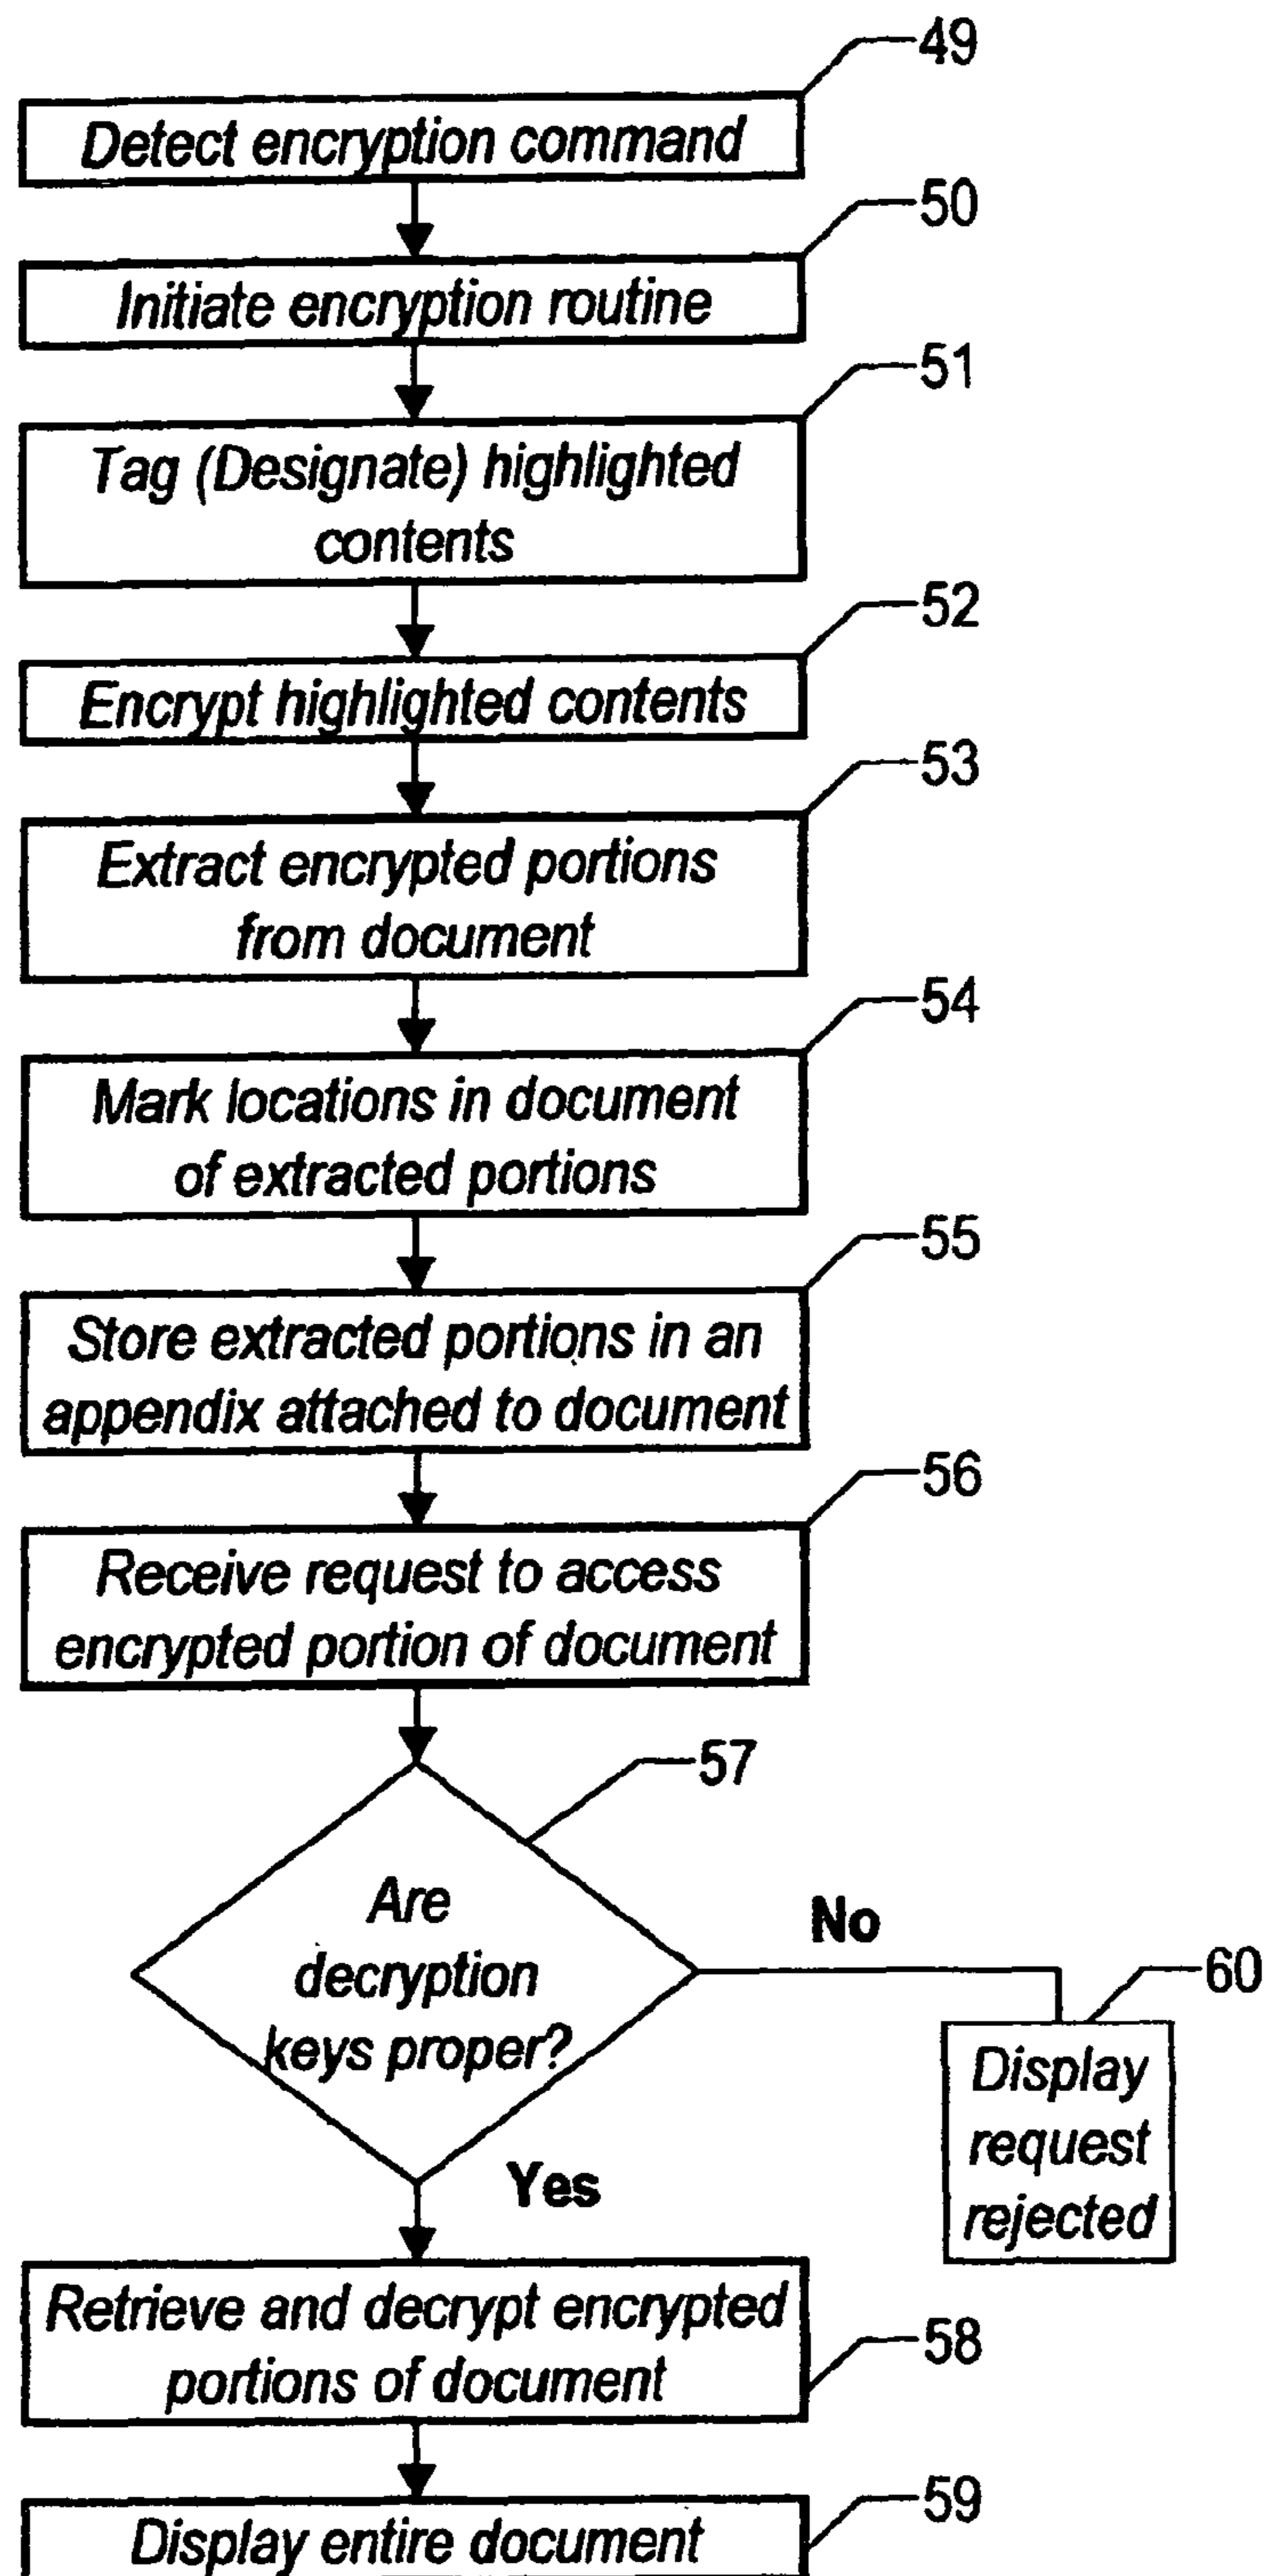 49
Detect encryption command
50
Initiate encryption routine
51
Tag (Designate) highlighted
contents
52
Encrypt highlighted contents
53
Extract encrypted portions
from document
54
Mark locations in document
of extracted portions
55
Store extracted portions in an
appendix attached to document
56
Receive request to access
encrypted portion of document
57
Are
decryption
keys proper?
No
60
Display
request
rejected
Yes
Retrieve and decrypt encrypted
portions of document
58
59
Display entire document